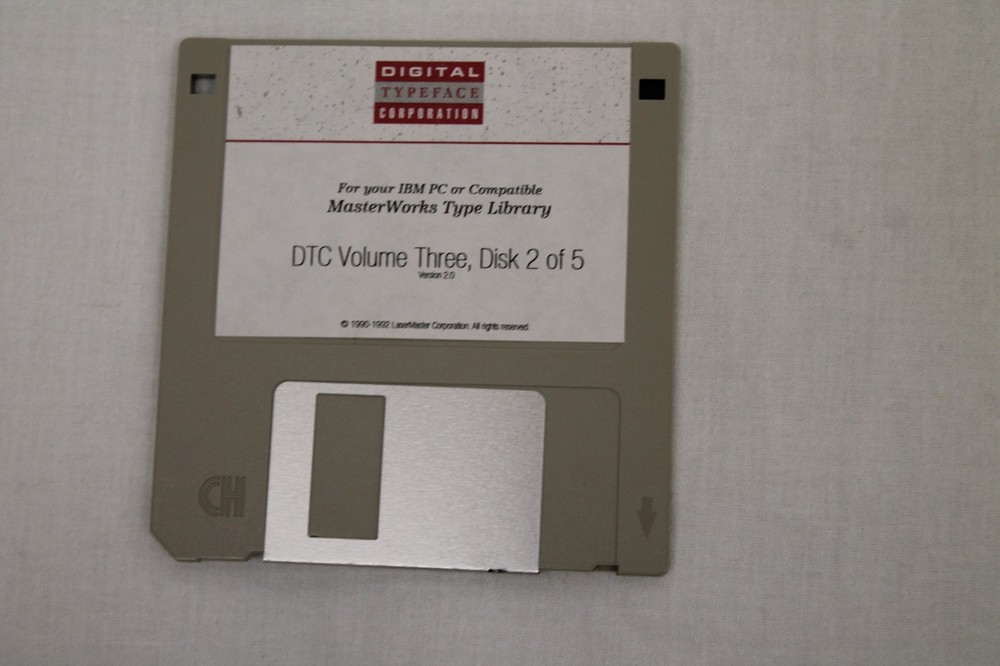 DIGITAL
TYPEFACE
CORPORATION
For your IBM PC or Compatible
MasterWorks Type Library
DTC Volume Three, Disk 2 of 5
Version 2.0
© 1990-1992 LaserMaster Corporation. All rights reserved.
CH